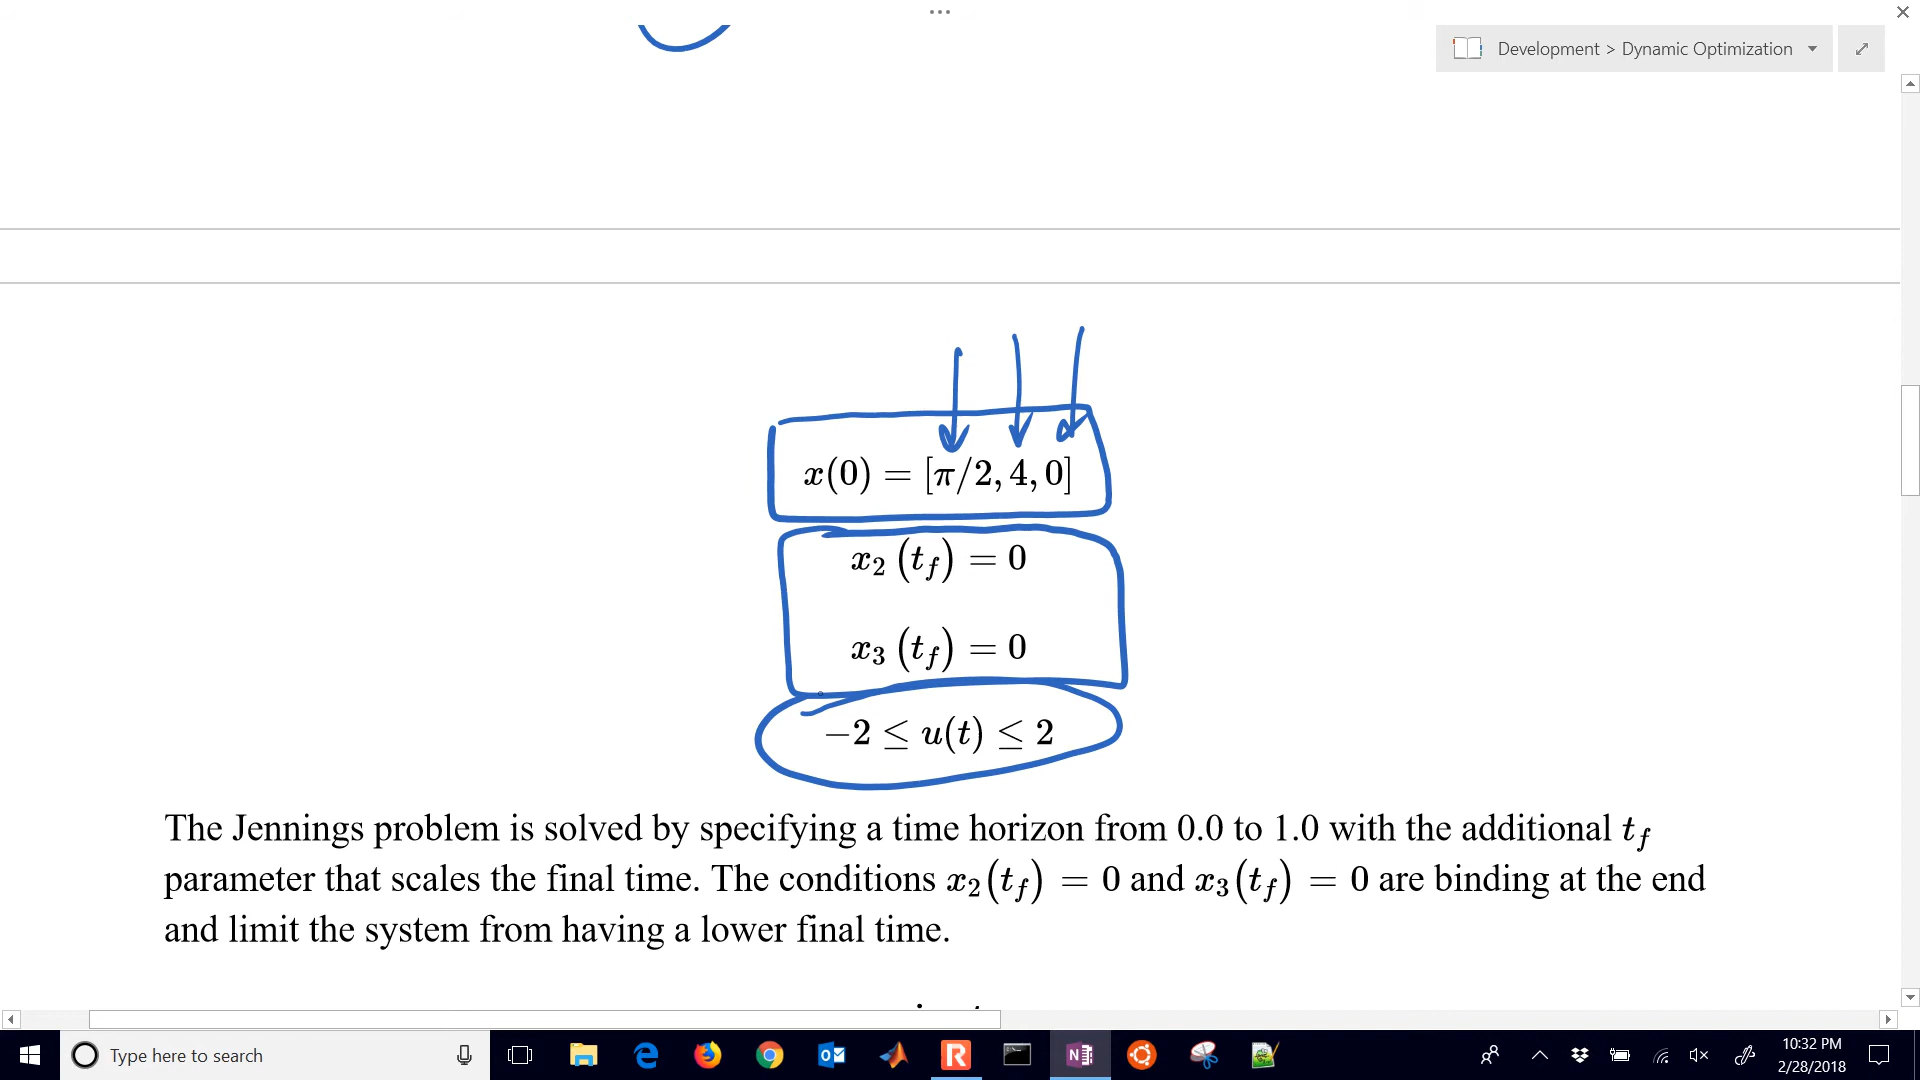 Development > Dynamic Optimization
x(0) = [π/2, 4, 0]
x₂ (t_f) = 0
x₃ (t_f) = 0
−2 ≤ u(t) ≤ 2
The Jennings problem is solved by specifying a time horizon from 0.0 to 1.0 with the additional t_f
parameter that scales the final time. The conditions x₂(t_f) = 0 and x₃(t_f) = 0 are binding at the end
and limit the system from having a lower final time.
Type here to search
10:32 PM
2/28/2018